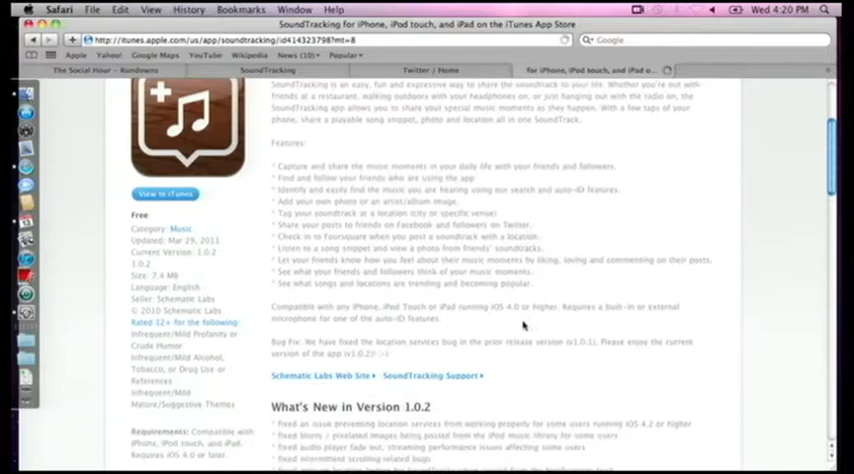 Safari File Edit View History Bookmarks Window Help Wed 4:20 PM
SoundTracking for iPhone, iPod touch, and iPad on the iTunes App Store
http://itunes.apple.com/us/app/soundtracking/id414323798?mt=8 Google
Apple Yahoo! Google Maps YouTube Wikipedia News (10) Popular
The Social Hour - Rundowns SoundTracking Twitter / Home for iPhone, iPod touch, and iPad o...
SoundTracking is an easy, fun and expressive way to share the soundtrack to your life. Whether you're out with
friends at a restaurant, walking outdoors with your headphones on, or just hanging out with the radio on, the
SoundTracking app allows you to share your special music moments as they happen. With a few taps of your
phone, share a playable song snippet, photo and location all in one SoundTrack.
Features:
* Capture and share the music moments in your daily life with your friends and followers.
* Find and follow your friends who are using the app
* Identify and easily find the music you are hearing using our search and auto-ID features.
* Add your own photo or an artist/album image.
* Tag your soundtrack at a location (city or specific venue)
* Share your posts to friends on Facebook and followers on Twitter.
* Check in to Foursquare when you post a soundtrack with a location.
* Listen to a song snippet and view a photo from friends' soundtracks.
* Let your friends know how you feel about their music moments by liking, loving and commenting on their posts.
* See what your friends and followers think of your music moments.
* See what songs and locations are trending and becoming popular.
Compatible with any iPhone, iPod Touch or iPad running iOS 4.0 or higher. Requires a built-in or external
microphone for one of the auto-ID features.
Bug Fix: We have fixed the location services bug in the prior release version (v1.0.1). Please enjoy the current
version of the app (v1.0.2)! :-)
Schematic Labs Web Site SoundTracking Support
What's New in Version 1.0.2
* fixed an issue preventing location services from working properly for some users running iOS 4.2 or higher
* fixed blurry / pixelated images being posted from the iPod music library for some users
* fixed audio player fade out, streaming performance issues affecting some users
* fixed intermittent scrolling related bugs
View In iTunes
Free
Category: Music
Updated: Mar 29, 2011
Current Version: 1.0.2
1.0.2
Size: 7.4 MB
Language: English
Seller: Schematic Labs
© 2010 Schematic Labs
Rated 12+ for the following:
Infrequent/Mild Profanity or
Crude Humor
Infrequent/Mild Alcohol,
Tobacco, or Drug Use or
References
Infrequent/Mild
Mature/Suggestive Themes
Requirements: Compatible with
iPhone, iPod touch, and iPad.
Requires iOS 4.0 or later.